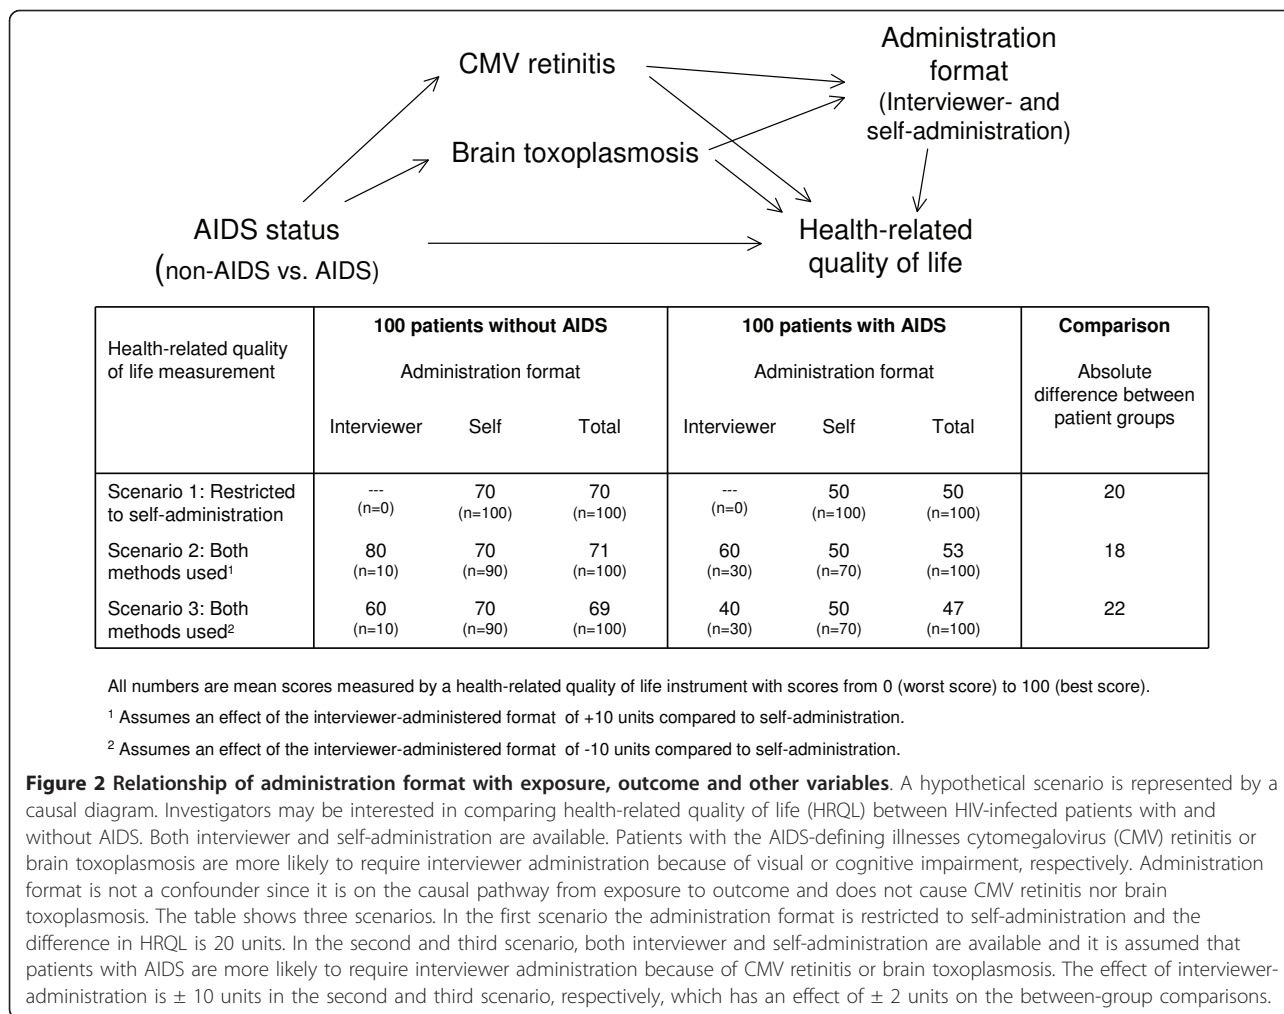 CMV retinitis
Administration
format
(Interviewer- and
self-administration)
Brain toxoplasmosis
AIDS status
(non-AIDS vs. AIDS)
Health-related
quality of life
Health-related quality
of life measurement
100 patients without AIDS
100 patients with AIDS
Comparison
Administration format
Administration format
Absolute
difference between
patient groups
Interviewer Self Total Interviewer Self Total
Scenario 1: Restricted
to self-administration
--- 70 70 --- 50 50 20
(n=0) (n=100) (n=100) (n=0) (n=100) (n=100)
Scenario 2: Both
methods used¹
80 70 71 60 50 53 18
(n=10) (n=90) (n=100) (n=30) (n=70) (n=100)
Scenario 3: Both
methods used²
60 70 69 40 50 47 22
(n=10) (n=90) (n=100) (n=30) (n=70) (n=100)
All numbers are mean scores measured by a health-related quality of life instrument with scores from 0 (worst score) to 100 (best score).
¹ Assumes an effect of the interviewer-administered format of +10 units compared to self-administration.
² Assumes an effect of the interviewer-administered format of -10 units compared to self-administration.
Figure 2 Relationship of administration format with exposure, outcome and other variables. A hypothetical scenario is represented by a
causal diagram. Investigators may be interested in comparing health-related quality of life (HRQL) between HIV-infected patients with and
without AIDS. Both interviewer and self-administration are available. Patients with the AIDS-defining illnesses cytomegalovirus (CMV) retinitis or
brain toxoplasmosis are more likely to require interviewer administration because of visual or cognitive impairment, respectively. Administration
format is not a confounder since it is on the causal pathway from exposure to outcome and does not cause CMV retinitis nor brain
toxoplasmosis. The table shows three scenarios. In the first scenario the administration format is restricted to self-administration and the
difference in HRQL is 20 units. In the second and third scenario, both interviewer and self-administration are available and it is assumed that
patients with AIDS are more likely to require interviewer administration because of CMV retinitis or brain toxoplasmosis. The effect of interviewer-
administration is ± 10 units in the second and third scenario, respectively, which has an effect of ± 2 units on the between-group comparisons.